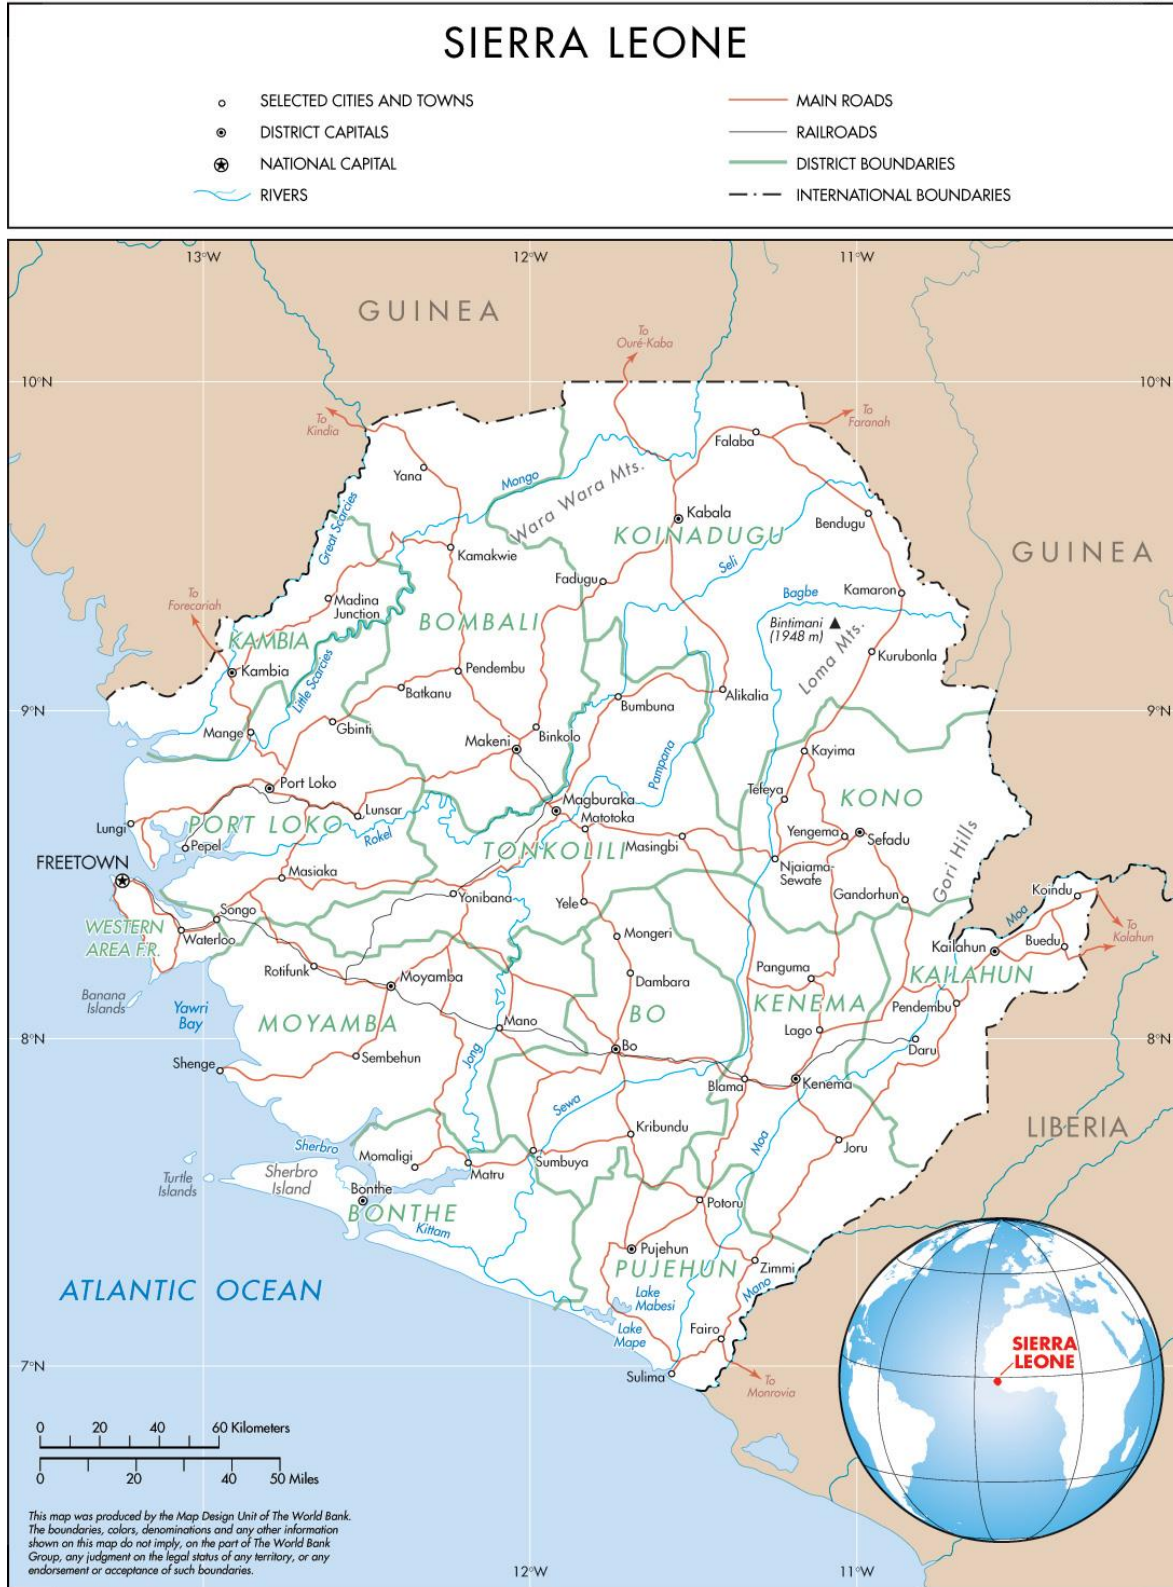 SIERRA LEONE
SELECTED CITIES AND TOWNS
DISTRICT CAPITALS
NATIONAL CAPITAL
RIVERS
MAIN ROADS
RAILROADS
DISTRICT BOUNDARIES
INTERNATIONAL BOUNDARIES
13°W
12°W
11°W
GUINEA
To
Ouré-Kaba
10°N
10°N
To
Kindia
To
Faranah
Falaba
Yana
Mongo
Wara Wara Mts.
Great Scarcies
Kabala
KOINADUGU
Bendugu
GUINEA
Kamakwie
Seli
Fadugu
To
Forecariah
Madina
Junction
Bagbe
Kamaron
BOMBALI
Bintimani
(1948 m)
KAMBIA
Loma Mts.
Kurubonla
Kambia
Pendembu
Little Scarcies
Batkanu
Bumbuna
Alikalia
9°N
9°N
Mange
Gbinti
Makeni
Binkolo
Pampana
Kayima
Port Loko
Tefeya
KONO
Magburaka
Lungi
PORT LOKO
Lunsar
Rokel
Matotoka
Yengema
Sefadu
Pepel
TONKOLILI
Masingbi
FREETOWN
Masiaka
Njaiama-
Sewafe
Gori Hills
Yonibana
Yele
Gandorhun
Koindu
Songo
Moa
WESTERN
AREA F.R.
Waterloo
Mongeri
Kailahun
Buedu
To
Kolahun
Rotifunk
Moyamba
Panguma
KAILAHUN
Banana
Islands
Dambara
Yawri
Bay
MOYAMBA
BO
KENEMA
Pendembu
Mano
Lago
8°N
8°N
Bo
Daru
Shenge
Sembehun
Jong
Blama
Kenema
Sewa
LIBERIA
Sherbro
Kribundu
Moa
Joru
Momaligi
Turtle
Islands
Sherbro
Island
Matru
Sumbuya
Bonthe
Potoru
BONTHE
Kittam
Pujehun
PUJEHUN
Zimmi
ATLANTIC OCEAN
Lake
Mabesi
Mano
Lake
Mape
Fairo
7°N
Sulima
To
Monrovia
SIERRA
LEONE
0 20 40 60 Kilometers
0 20 40 50 Miles
This map was produced by the Map Design Unit of The World Bank.
The boundaries, colors, denominations and any other information
shown on this map do not imply, on the part of The World Bank
Group, any judgment on the legal status of any territory, or any
endorsement or acceptance of such boundaries.
12°W
11°W